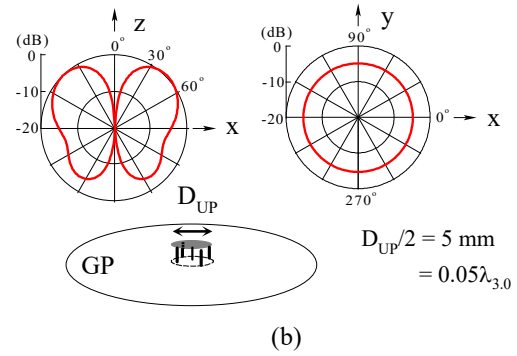 z
(dB)
0°
30°
60°
0
-10
-20
x
y
(dB)
90°
0
-10
-20
0°
x
270°
D_UP
GP
D_UP/2 = 5 mm
= 0.05λ_3.0
(b)